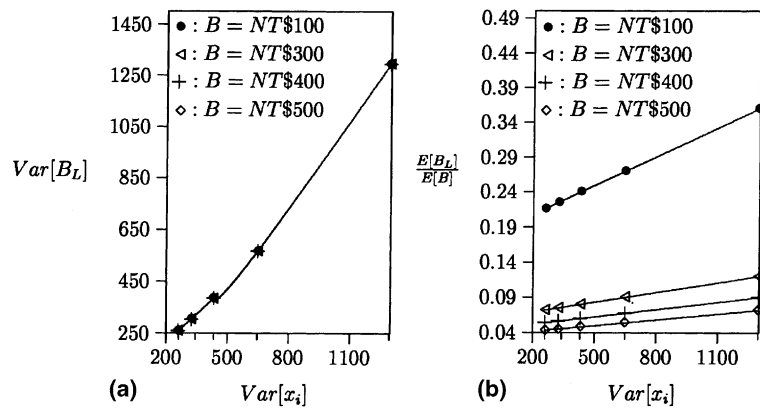 1450
1250
1050
850
650
450
250
Var[B_L]
●: B = NT$100
◁: B = NT$300
+: B = NT$400
◇: B = NT$500
200 500 800 1100
(a) Var[x_i]
0.49
0.44
0.39
0.34
0.29
0.24
0.19
0.14
0.09
0.04
E[B_L]
E[B]
●: B = NT$100
◁: B = NT$300
+: B = NT$400
◇: B = NT$500
200 500 800 1100
(b) Var[x_i]